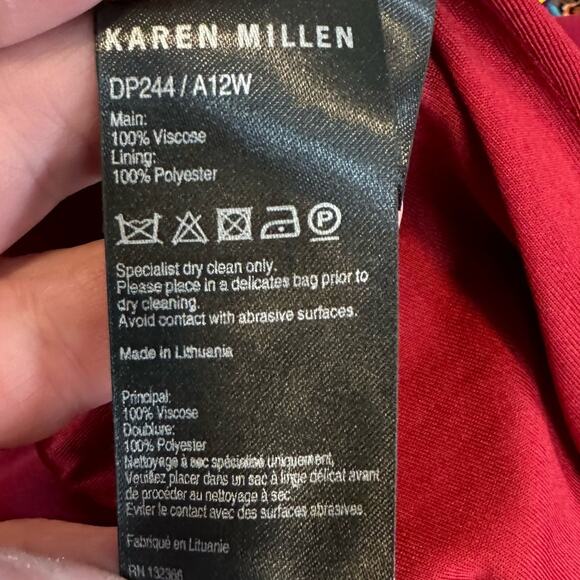 KAREN MILLEN
DP244 / A12W
Main:
100% Viscose
Lining:
100% Polyester
P
Specialist dry clean only.
Please place in a delicates bag prior to
dry cleaning.
Avoid contact with abrasive surfaces.
Made in Lithuania
Principal:
100% Viscose
Doublure:
100% Polyester
Nettoyage à sec spécialisé uniquement,
Veuillez placer dans un sac à linge délicat avant
de procéder au nettoyage à sec.
Eviter le contact avec des surfaces abrasives.
Fabriqué en Lituanie
RN 132366